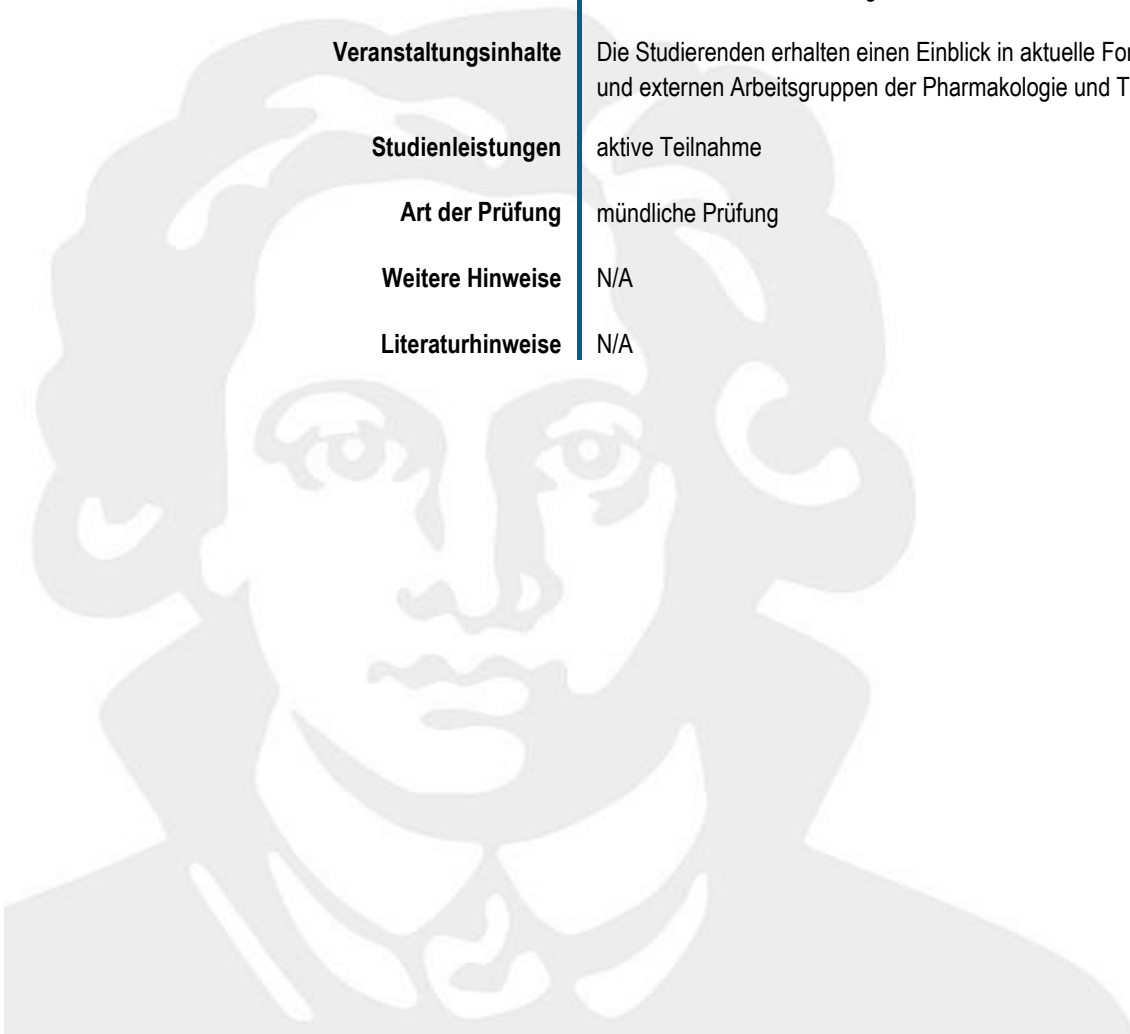 Veranstaltungsinhalte Die Studierenden erhalten einen Einblick in aktuelle
und externen Arbeitsgruppen der Pharmakologie und
Studienleistungen aktive Teilnahme
Art der Prüfung mündliche Prüfung
Weitere Hinweise N/A
Literaturhinweise N/A